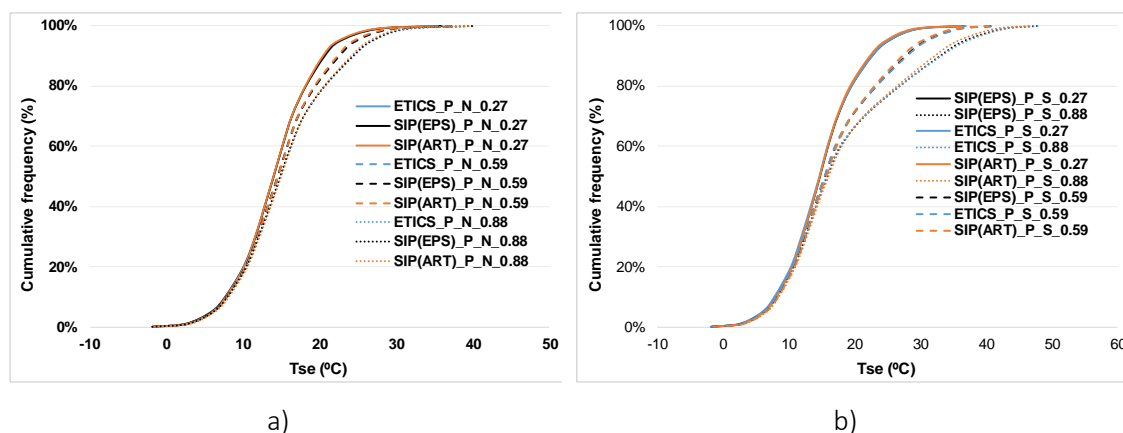 100%
80%
60%
40%
20%
0%
Cumulative frequency (%)
ETICS_P_N_0.27
SIP(EPS)_P_N_0.27
SIP(ART)_P_N_0.27
ETICS_P_N_0.59
SIP(EPS)_P_N_0.59
SIP(ART)_P_N_0.59
ETICS_P_N_0.88
SIP(EPS)_P_N_0.88
SIP(ART)_P_N_0.88
-10 0 10 20 30 40 50
Tse (ºC)
a)
100%
80%
60%
40%
20%
0%
Cumulative frequency (%)
SIP(EPS)_P_S_0.27
SIP(EPS)_P_S_0.88
ETICS_P_S_0.27
ETICS_P_S_0.88
SIP(ART)_P_S_0.27
SIP(ART)_P_S_0.88
SIP(EPS)_P_S_0.59
ETICS_P_S_0.59
SIP(ART)_P_S_0.59
-10 0 10 20 30 40 50 60
Tse (ºC)
b)